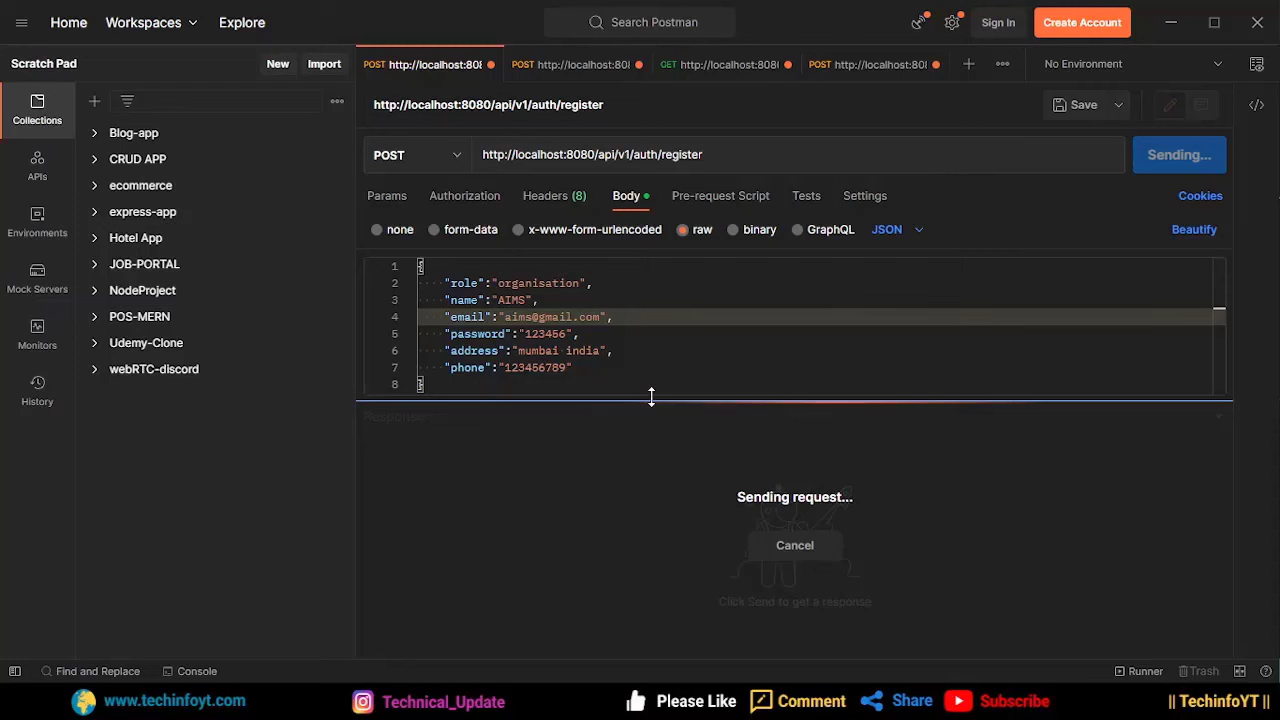 Home Workspaces Explore Search Postman Sign In Create Account
Scratch Pad New Import POST http://localhost:808 POST http://localhost:808 GET http://localhost:808 POST http://localhost:808 No Environment
Collections
APIs
Environments
Mock Servers
Monitors
History
Blog-app
CRUD APP
ecommerce
express-app
Hotel App
JOB-PORTAL
NodeProject
POS-MERN
Udemy-Clone
webRTC-discord
http://localhost:8080/api/v1/auth/register Save
POST http://localhost:8080/api/v1/auth/register Sending...
Params Authorization Headers (8) Body Pre-request Script Tests Settings Cookies
none form-data x-www-form-urlencoded raw binary GraphQL JSON Beautify
1 {
2 "role":"organisation",
3 "name":"AIMS",
4 "email":"aims@gmail.com",
5 "password":"123456",
6 "address":"mumbai india",
7 "phone":"123456789"
8 }
Response
Sending request...
Cancel
Click Send to get a response
Find and Replace Console Runner Trash
www.techinfoyt.com Technical_Update Please Like Comment Share Subscribe || TechinfoYT ||